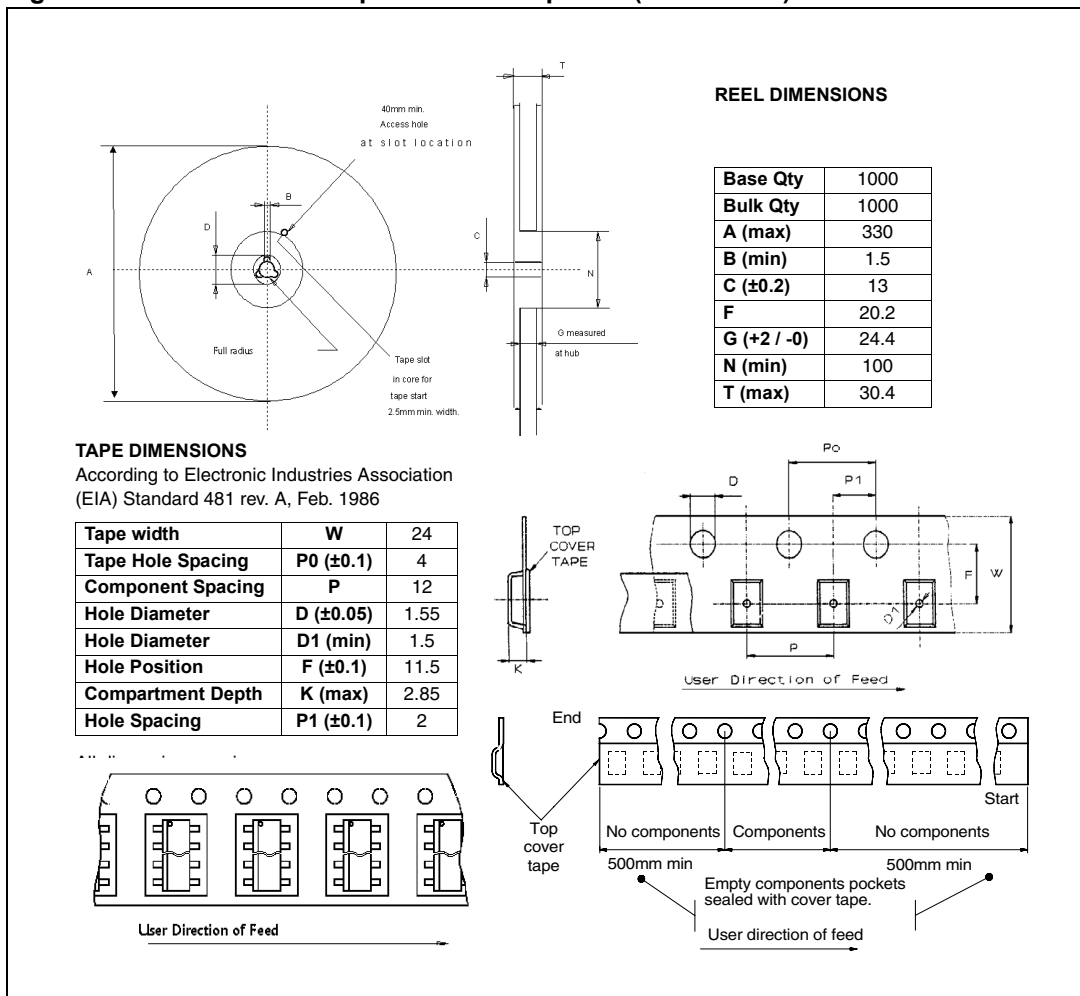 T
REEL DIMENSIONS
40mm min.
Access hole
at slot location
B
D
C
A
N
G measured
at hub
Full radius
Tape slot
in core for
tape start
2.5mm min. width.
Base Qty 1000
Bulk Qty 1000
A (max) 330
B (min) 1.5
C (±0.2) 13
F 20.2
G (+2 / -0) 24.4
N (min) 100
T (max) 30.4
TAPE DIMENSIONS
According to Electronic Industries Association
(EIA) Standard 481 rev. A, Feb. 1986
Tape width W 24
Tape Hole Spacing P0 (±0.1) 4
Component Spacing P 12
Hole Diameter D (±0.05) 1.55
Hole Diameter D1 (min) 1.5
Hole Position F (±0.1) 11.5
Compartment Depth K (max) 2.85
Hole Spacing P1 (±0.1) 2
Po
D
P1
TOP
COVER
TAPE
F
W
D1
K
P
User Direction of Feed
End
Start
Top
cover
tape
No components
Components
No components
500mm min
500mm min
Empty components pockets
sealed with cover tape.
User direction of feed
User Direction of Feed